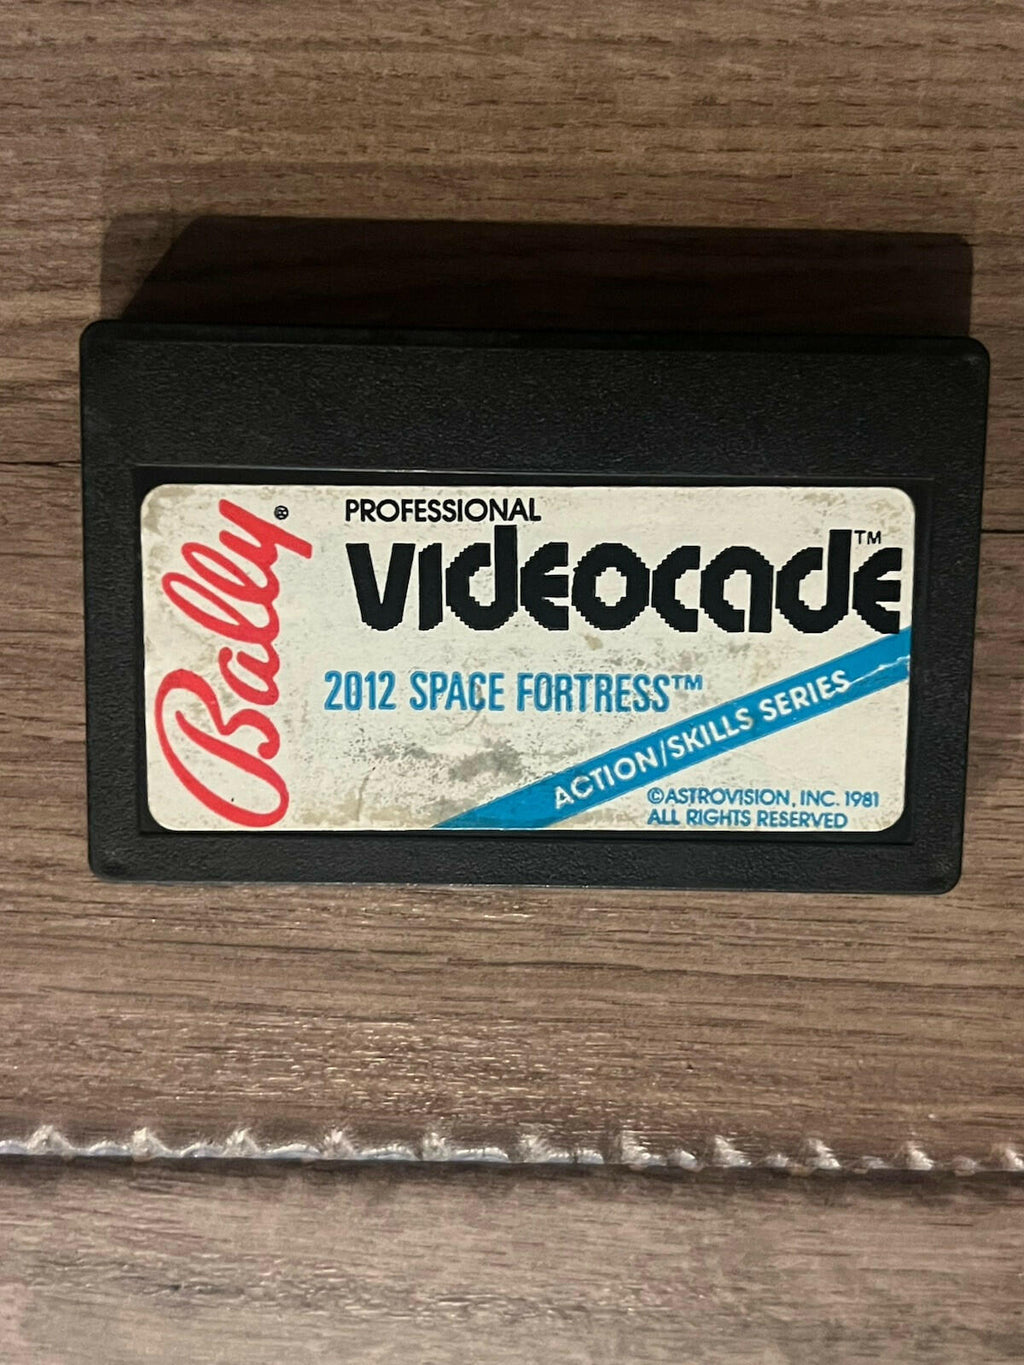 Bally®
PROFESSIONAL
VIDEOCADE™
2012 SPACE FORTRESS™
ACTION/SKILLS SERIES
©ASTROVISION, INC. 1981
ALL RIGHTS RESERVED